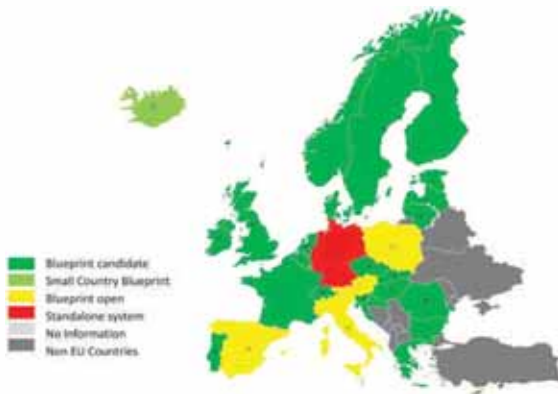 Blueprint candidate
Small Country Blueprint
Blueprint open
Standalone system
No Information
Non EU Countries